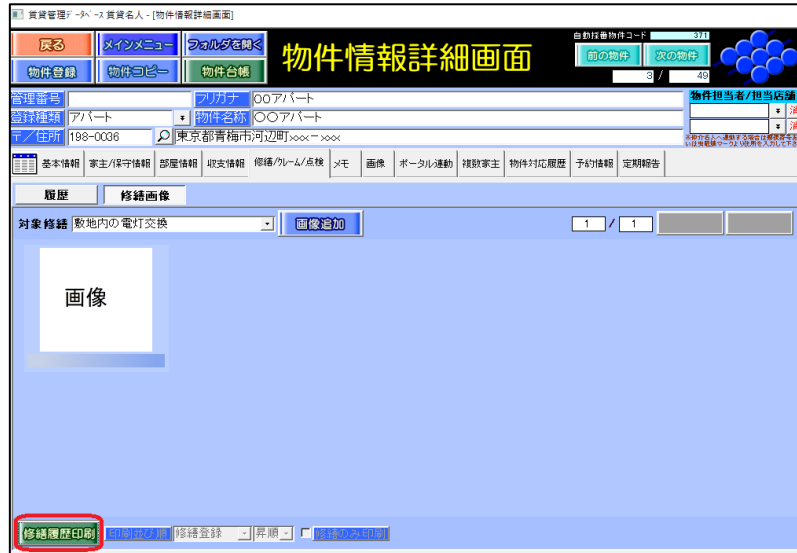 賃貸管理データベース 賃貸名人 - [物件情報詳細画面]
戻る メインメニュー フォルダを開く 物件情報詳細画面 自動採番物件コード 371
前の物件 次の物件
物件登録 物件コピー 物件台帳 3 / 49
管理番号 フリガナ 〇〇アパート 物件担当者/担当店舗
登録種類 アパート 物件名称 〇〇アパート
〒/住所 198-0036 東京都青梅市河辺町×××-×××
基本情報 家主/保守情報 部屋情報 収支情報 修繕/クレーム/点検 メモ 画像 ポータル連動 複数家主 物件対応履歴 予約情報 定期報告
履歴 修繕画像
対象修繕 敷地内の電灯交換 画像追加 1 / 1
画像
修繕履歴印刷 印刷並び順 修繕登録 昇順 修繕のみ印刷